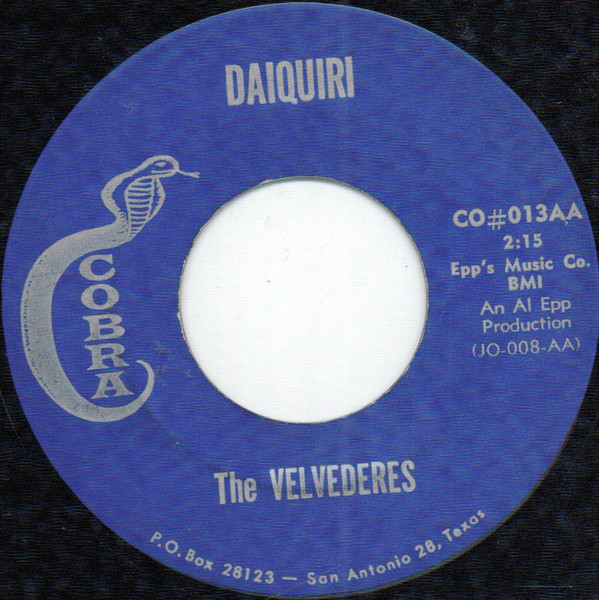 DAIQUIRI
COBRA
CO#013AA
2:15
Epp's Music Co.
BMI
An Al Epp
Production
(JO-008-AA)
The VELVEDERES
P.O. Box 28123 — San Antonio 28, Texas